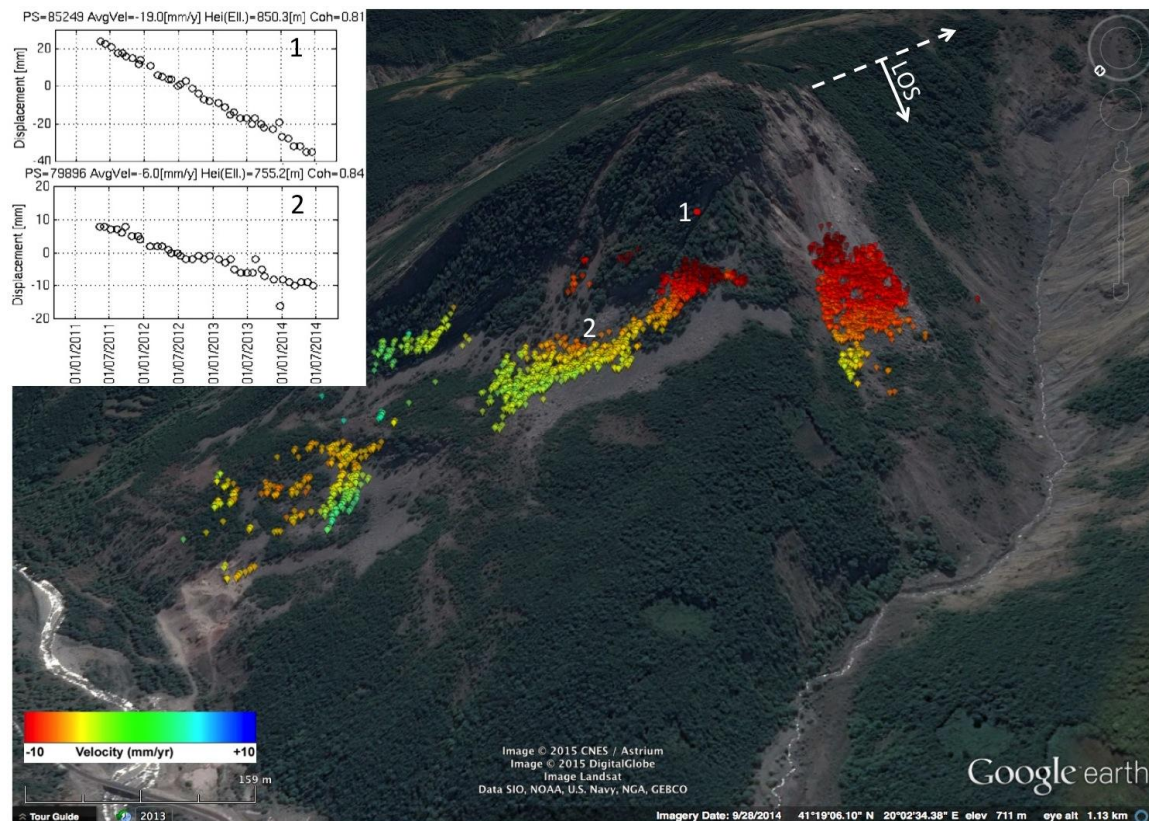 PS=85249 AvgVel=-19.0[mm/y] Hei(Ell.)=850.3[m] Coh=0.81
1
20
0
-20
-40
Displacement [mm]
PS=79896 AvgVel=-6.0[mm/y] Hei(Ell.)=755.2[m] Coh=0.84
2
20
10
0
-10
-20
Displacement [mm]
01/01/2011
01/07/2011
01/01/2012
01/07/2012
01/01/2013
01/07/2013
01/01/2014
01/07/2014
LOS
1
2
-10 Velocity (mm/yr) +10
159 m
Image © 2015 CNES / Astrium
Image © 2015 DigitalGlobe
Image Landsat
Data SIO, NOAA, U.S. Navy, NGA, GEBCO
Google earth
Tour Guide
2013
Imagery Date: 9/28/2014 41°19'06.10" N 20°02'34.38" E elev 711 m eye alt 1.13 km